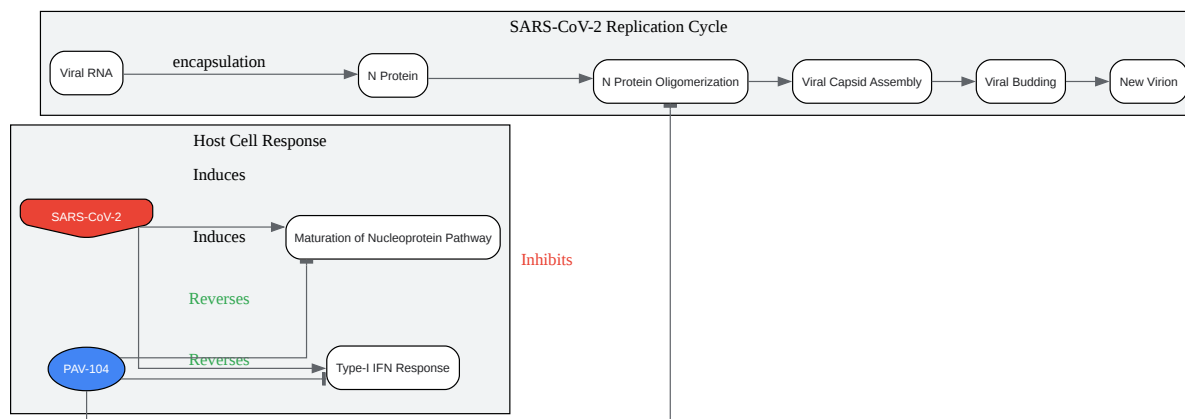 SARS-CoV-2 Replication Cycle
encapsulation
Viral RNA
N Protein
N Protein Oligomerization
Viral Capsid Assembly
Viral Budding
New Virion
Host Cell Response
Induces
SARS-CoV-2
Induces
Maturation of Nucleoprotein Pathway
Inhibits
Reverses
Reverses
PAV-104
Type-I IFN Response